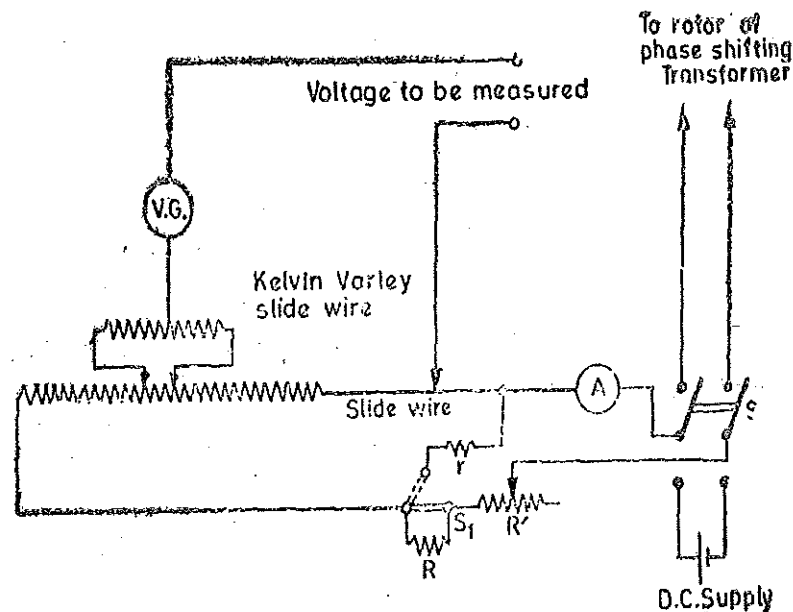 To rotor of
phase shifting
Transformer
Voltage to be measured
V.G.
Kelvin Varley
slide wire
Slide wire
A
S
r
S1
R'
R
D.C. Supply